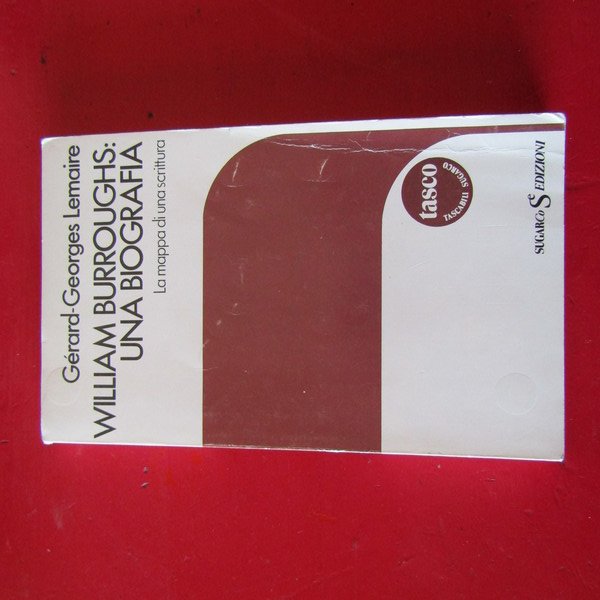 Gérard-Georges Lemaire
WILLIAM BURROUGHS:
UNA BIOGRAFIA
La mappa di una scrittura
tasco
TASCABILI SUGARCO
SUGARCo S EDIZIONI